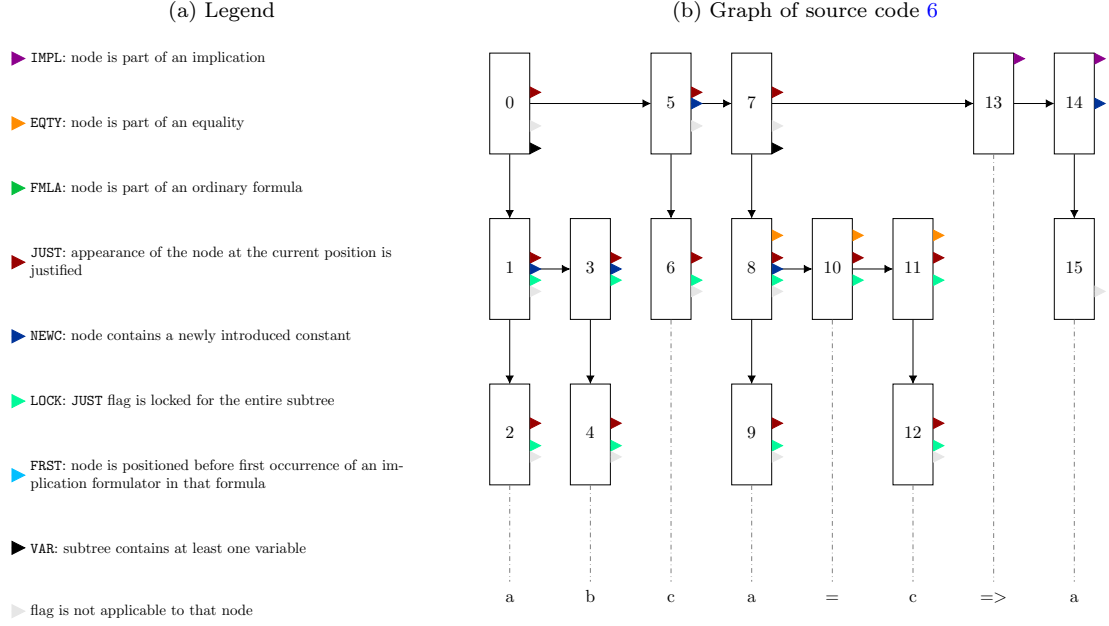 (a) Legend
IMPL: node is part of an implication
EQTY: node is part of an equality
FMLA: node is part of an ordinary formula
JUST: appearance of the node at the current position is
justified
NEWC: node contains a newly introduced constant
LOCK: JUST flag is locked for the entire subtree
FRST: node is positioned before first occurrence of an im-
plication formulator in that formula
VAR: subtree contains at least one variable
flag is not applicable to that node
(b) Graph of source code 6
0 5 7 13 14
1 3 6 8 10 11 15
2 4 9 12
a b c a = c => a